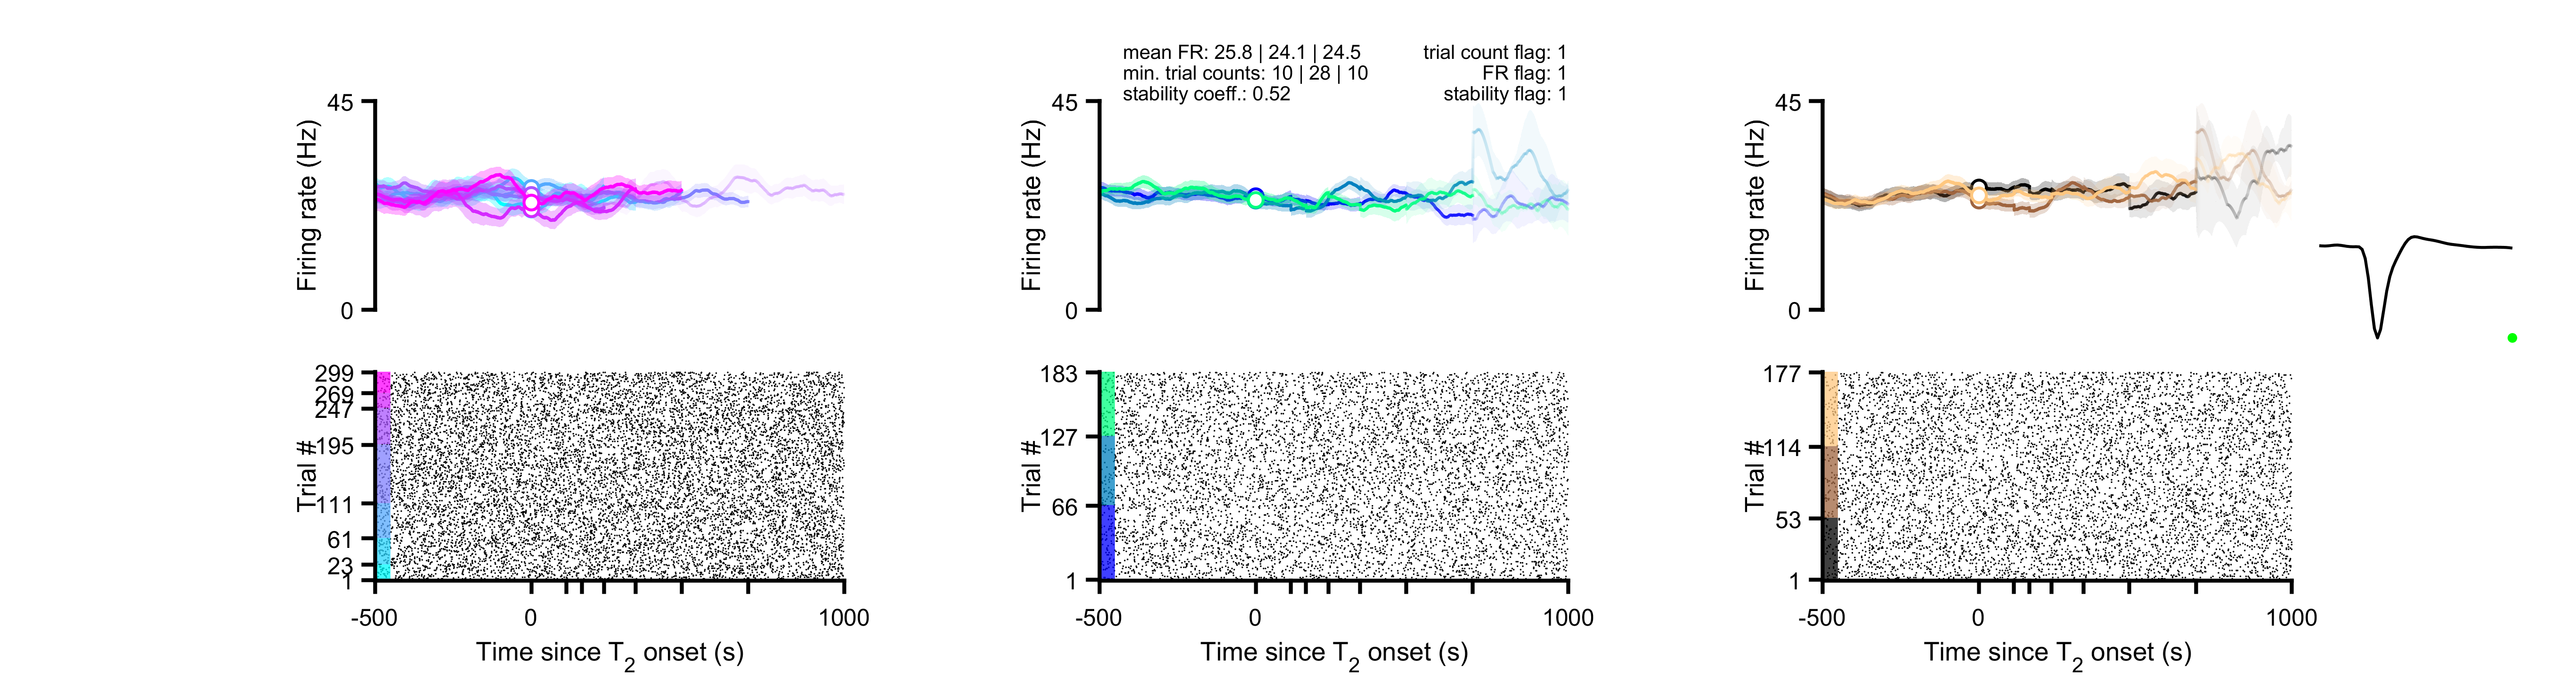 mean FR: 25.8 | 24.1 | 24.5
trial count flag: 1
min. trial counts: 10 | 28 | 10
FR flag: 1
stability coeff.: 0.52
stability flag: 1
45
Firing rate (Hz)
0
45
Firing rate (Hz)
0
45
Firing rate (Hz)
0
299
269
247
195
111
61
23
1
Trial #
-500
0
1000
Time since T2 onset (s)
183
127
66
1
Trial #
-500
0
1000
Time since T2 onset (s)
177
114
53
1
Trial #
-500
0
1000
Time since T2 onset (s)